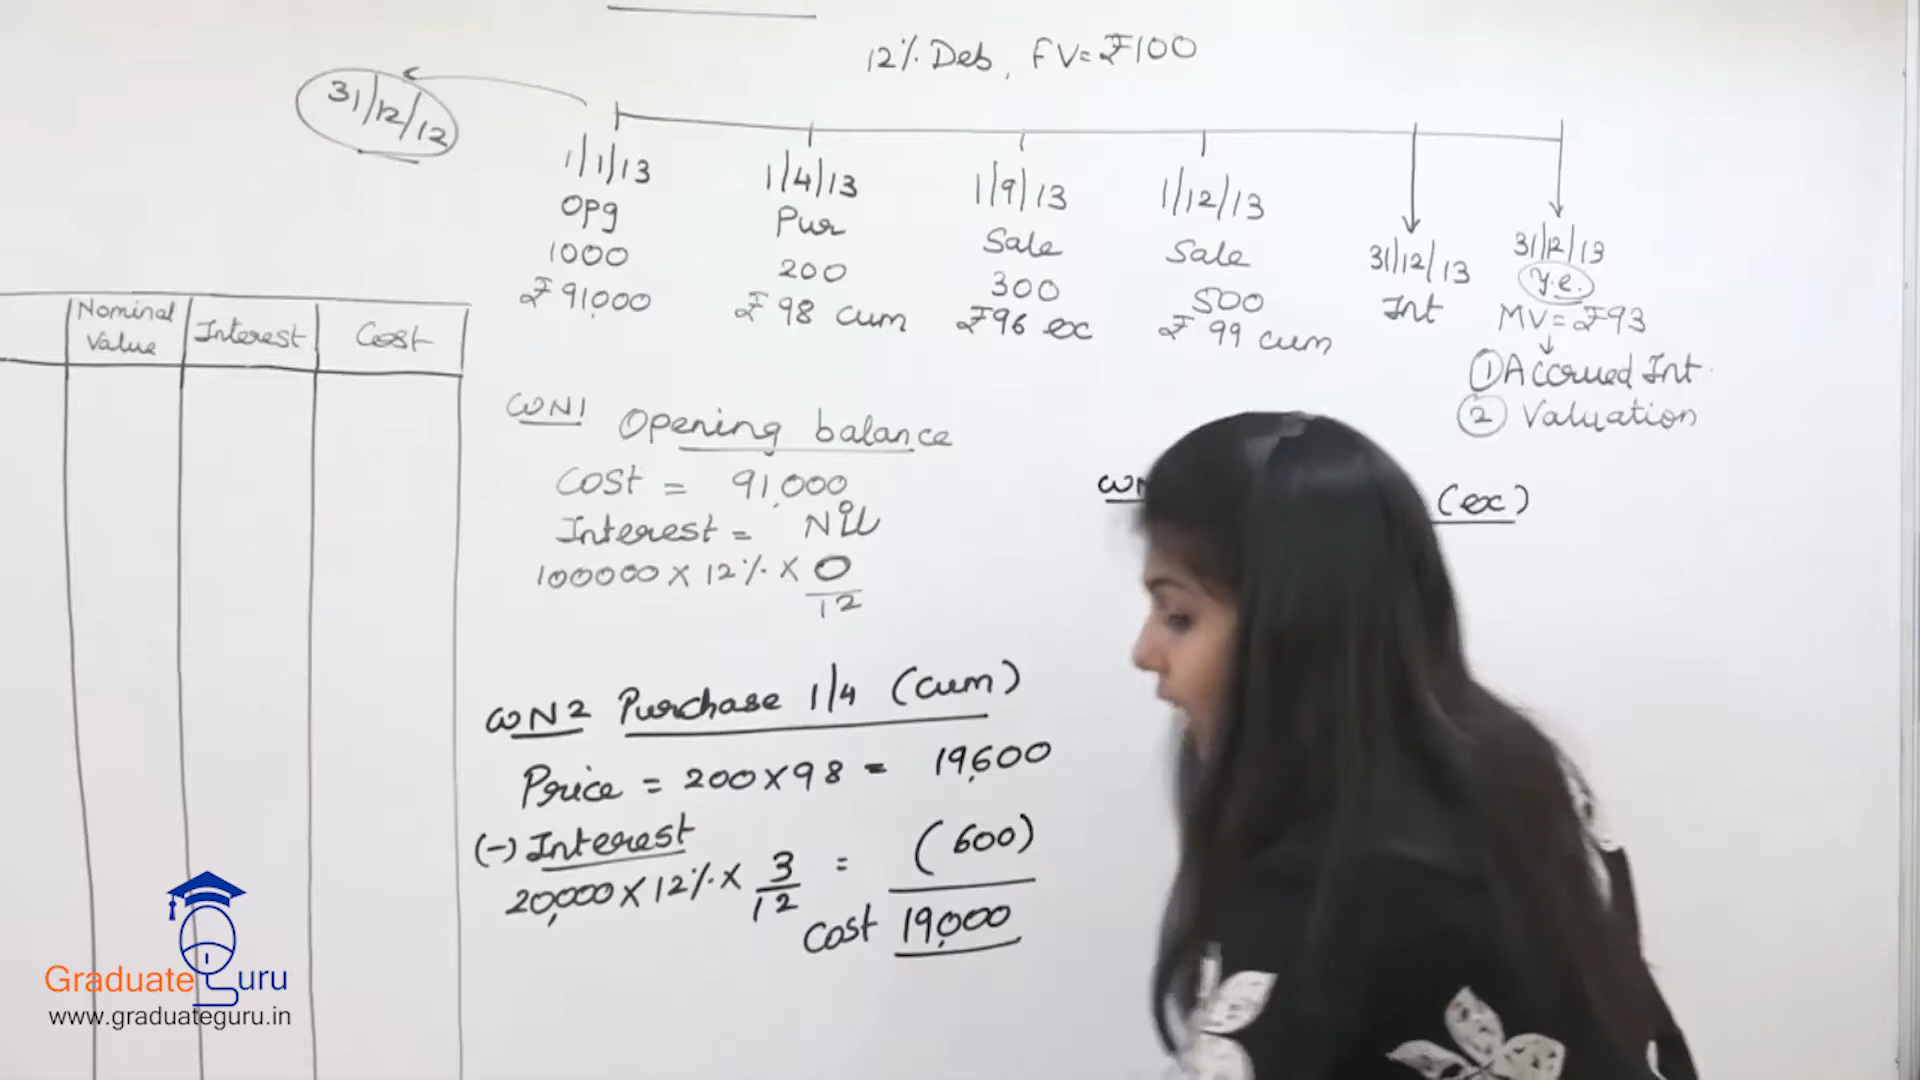 12% Deb, FV=₹100
31/12/12
1/1/13
Opg
1000
₹91,000
1/4/13
Pur
200
₹98 cum
1/9/13
Sale
300
₹96 ex
1/12/13
Sale
500
₹99 cum
31/12/13
Int
31/12/13
Y.e.
MV=₹93
① Accrued Int.
② Valuation
Nominal Value
Interest
Cost
WN1 Opening balance
Cost = 91,000
Interest = Nil
100000 × 12% × 0/12
WN2 Purchase 1/4 (cum)
Price = 200×98 = 19,600
(-) Interest
20,000 × 12% × 3/12 = (600)
Cost 19,000
(ex)
Graduate Guru
www.graduateguru.in